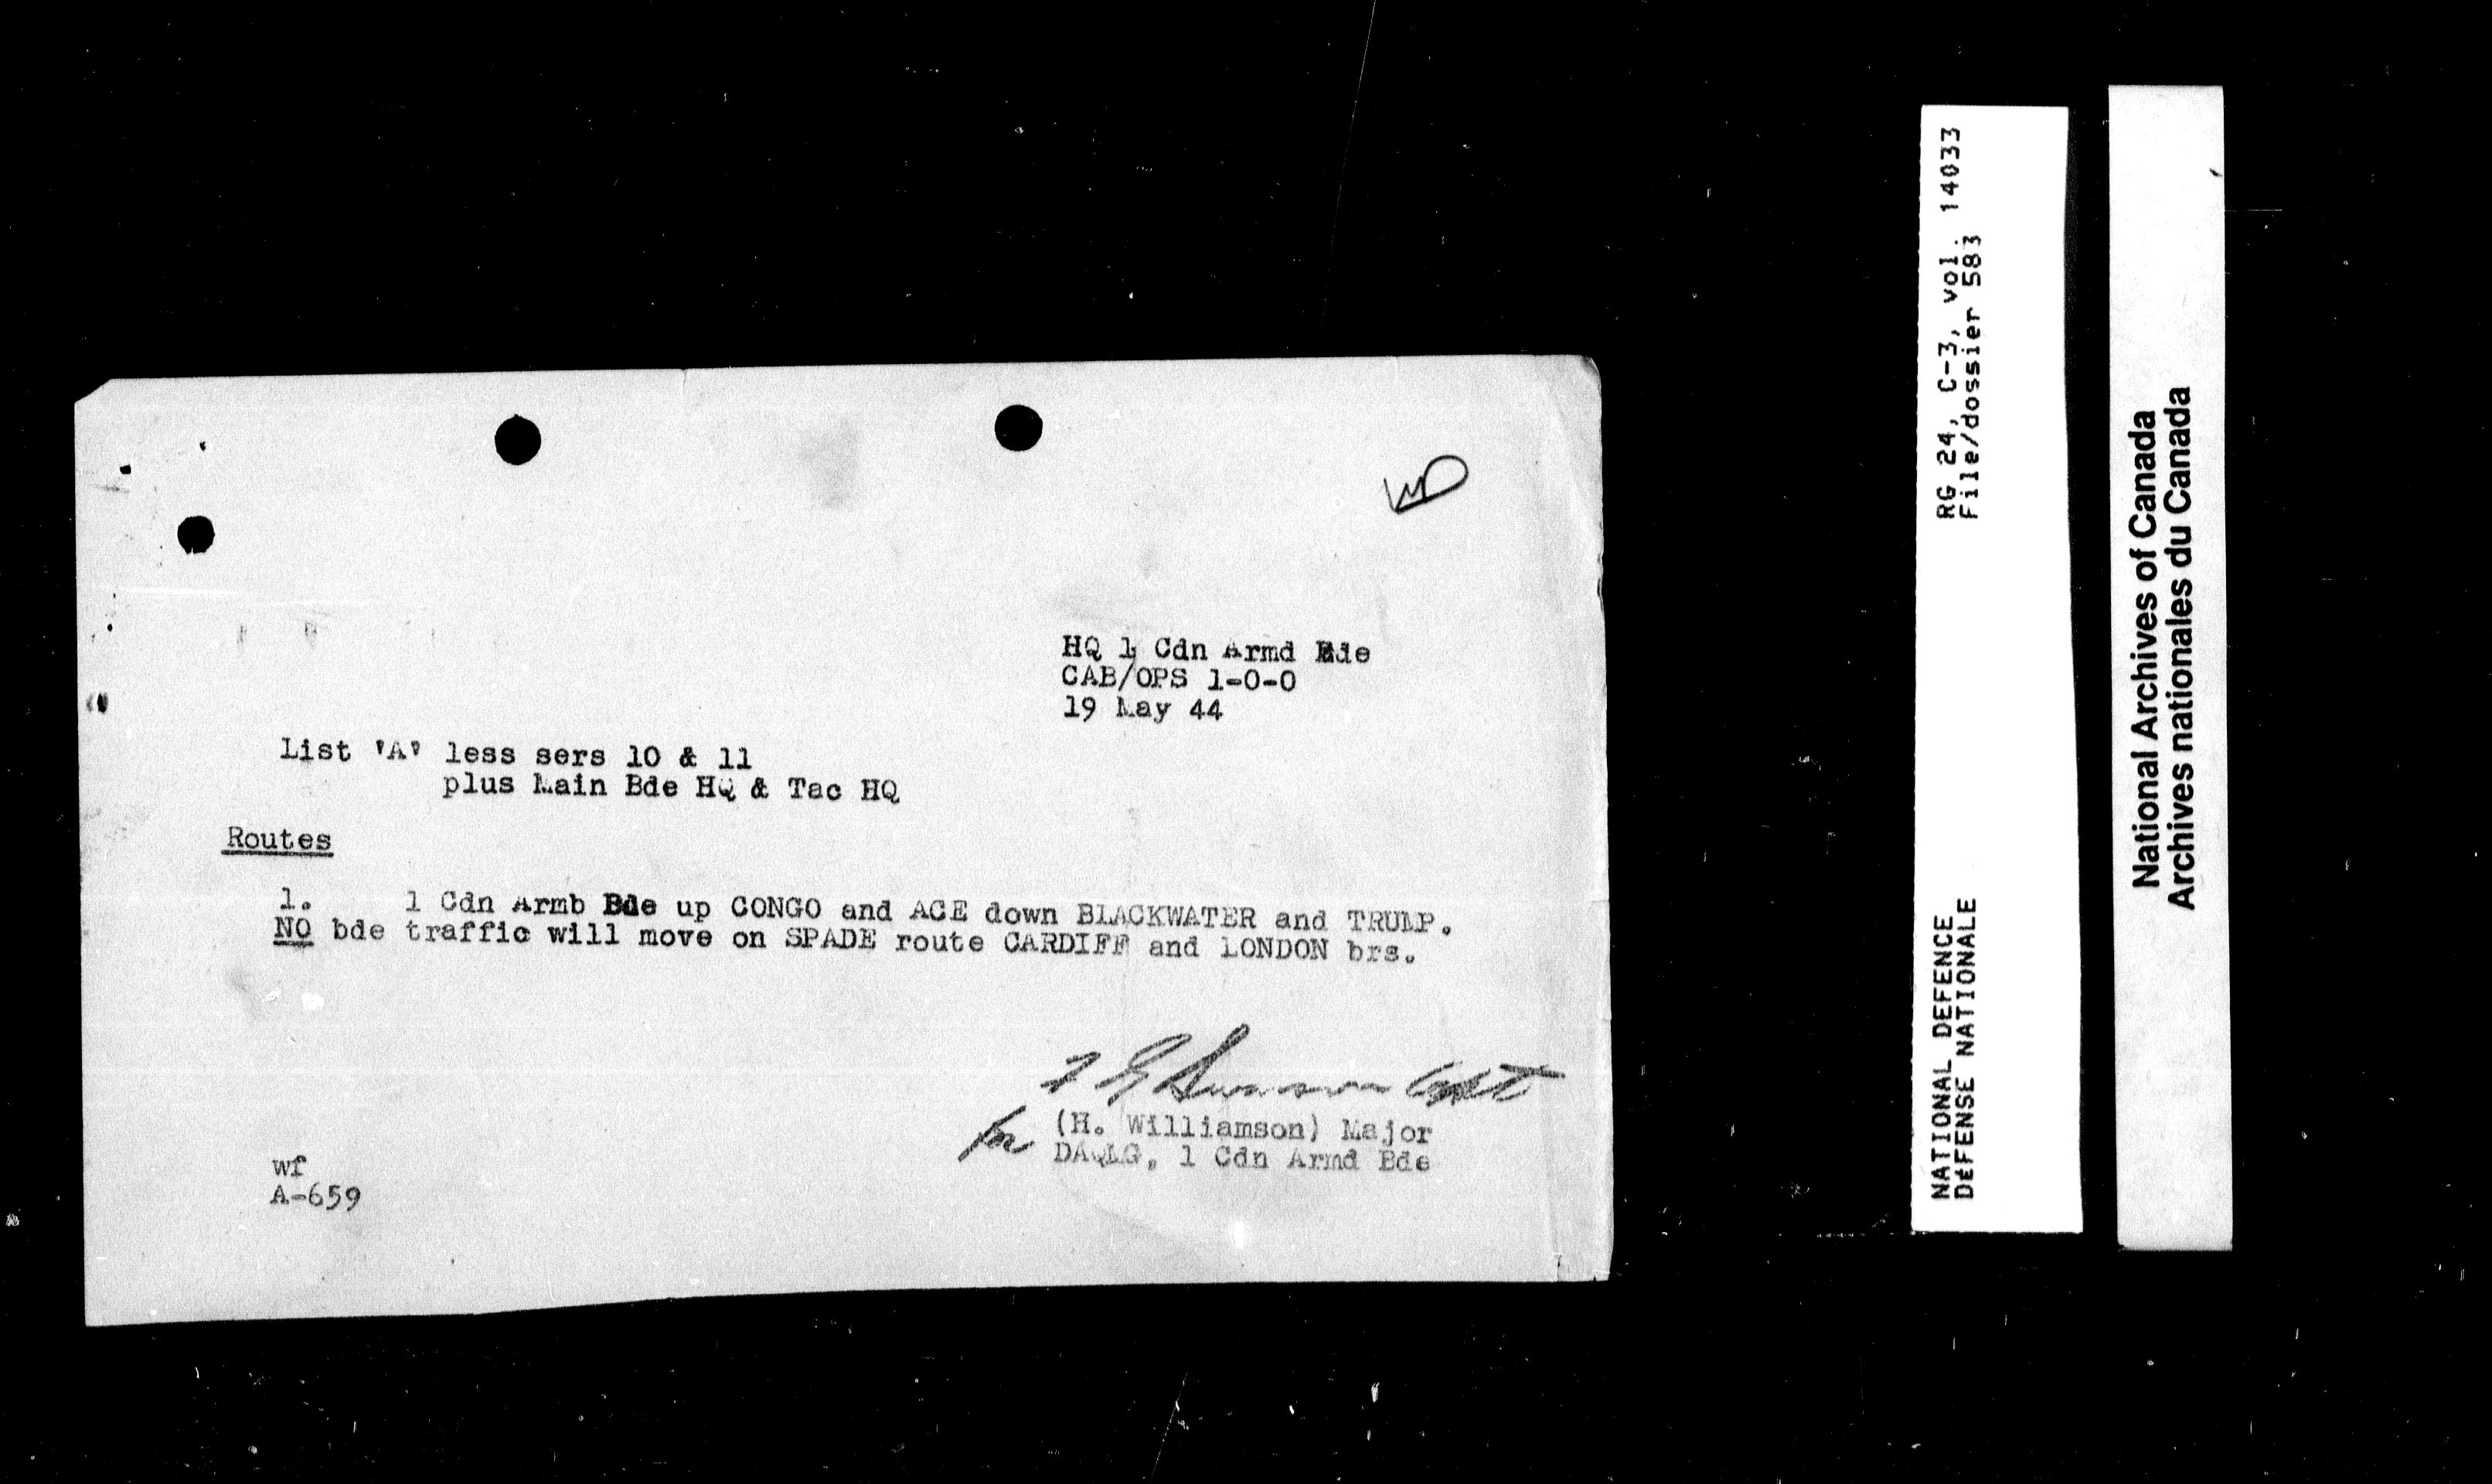 WD
HQ 1 Cdn Armd Bde
CAB/OPS 1-0-0
19 May 44
List 'A' less sers 10 & 11
plus Main Bde HQ & Tac HQ
Routes
1. 1 Cdn Armb Bde up CONGO and ACE down BLACKWATER and TRUMP.
NO bde traffic will move on SPADE route CARDIFF and LONDON brs.
Capt
for (H. Williamson) Major
DAQMG, 1 Cdn Armd Bde
wf
A-659
RG 24, C-3, vol. 14033
File/dossier 583
NATIONAL DEFENCE
DéFENSE NATIONALE
National Archives of Canada
Archives nationales du Canada